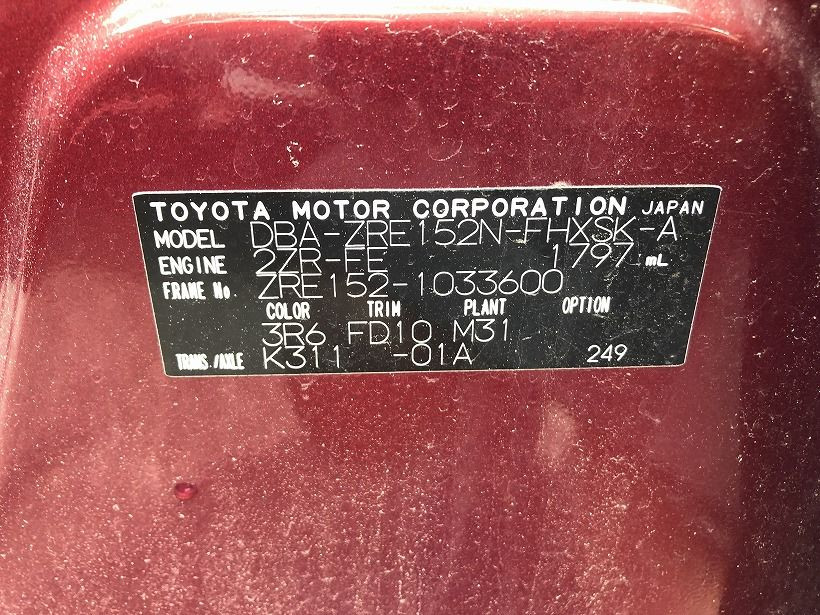 TOYOTA MOTOR CORPORATION JAPAN
MODEL DBA-ZRE152N-FHXSK-A
ENGINE 2ZR-FE 1797 mL
FRAME No. ZRE152-1033600
COLOR TRIM PLANT OPTION
3R6 FD10 M31
TRANS./AXLE K311 -01A 249